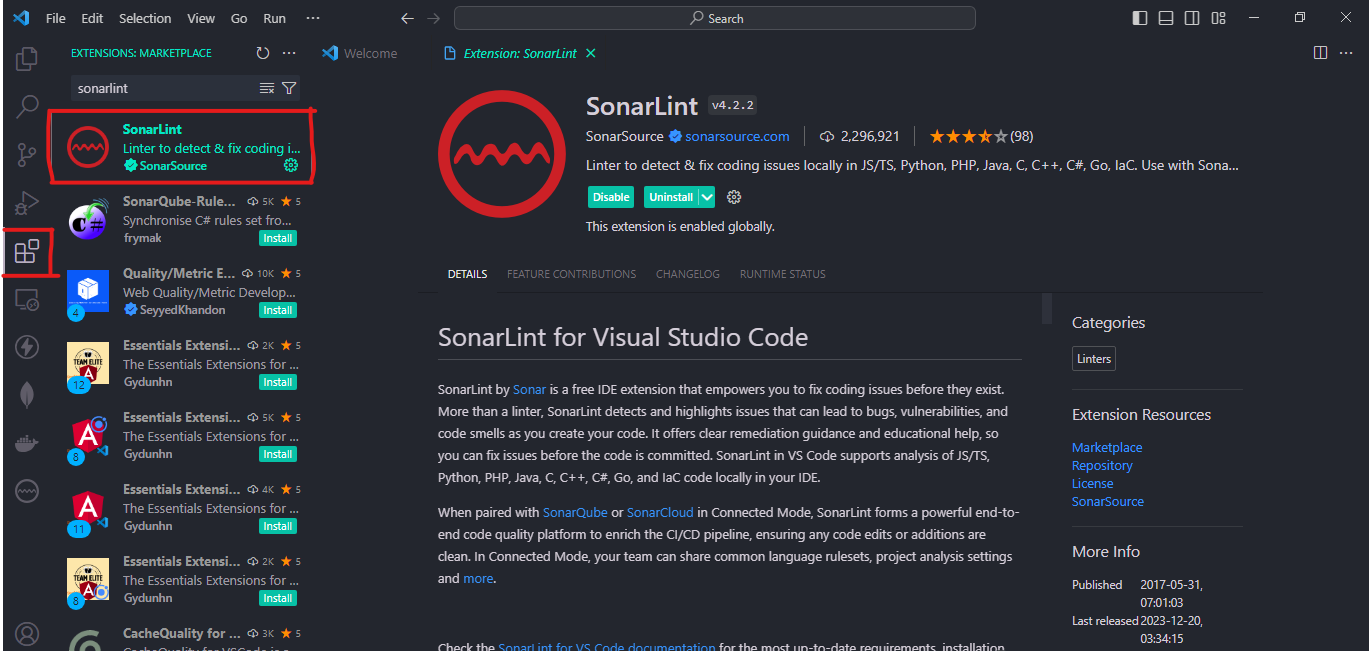 File Edit Selection View Go Run ···
Search
EXTENSIONS: MARKETPLACE
Welcome
Extension: SonarLint
sonarlint
SonarLint
Linter to detect & fix coding i...
SonarSource
SonarQube-Rule... 5K 5
Synchronise C# rules set fro...
frymak
Install
Quality/Metric E... 10K 5
Web Quality/Metric Develop...
SeyyedKhandon
Install
4
Essentials Extensi... 2K 5
The Essentials Extensions for ...
Gydunhn
Install
TEAM ELITE
12
Essentials Extensi... 5K 5
The Essentials Extensions for ...
Gydunhn
Install
8
Essentials Extensi... 4K 5
The Essentials Extensions for ...
Gydunhn
Install
11
Essentials Extensi... 2K 5
The Essentials Extensions for ...
Gydunhn
Install
TEAM ELITE
8
CacheQuality for ... 3K 5
CacheQuality for VSCode is a
SonarLint v4.2.2
SonarSource sonarsource.com 2,296,921 (98)
Linter to detect & fix coding issues locally in JS/TS, Python, PHP, Java, C, C++, C#, Go, IaC. Use with Sona...
Disable Uninstall
This extension is enabled globally.
DETAILS FEATURE CONTRIBUTIONS CHANGELOG RUNTIME STATUS
SonarLint for Visual Studio Code
SonarLint by Sonar is a free IDE extension that empowers you to fix coding issues before they exist.
More than a linter, SonarLint detects and highlights issues that can lead to bugs, vulnerabilities, and
code smells as you create your code. It offers clear remediation guidance and educational help, so
you can fix issues before the code is committed. SonarLint in VS Code supports analysis of JS/TS,
Python, PHP, Java, C, C++, C#, Go, and IaC code locally in your IDE.
When paired with SonarQube or SonarCloud in Connected Mode, SonarLint forms a powerful end-to-
end code quality platform to enrich the CI/CD pipeline, ensuring any code edits or additions are
clean. In Connected Mode, your team can share common language rulesets, project analysis settings
and more.
Check the SonarLint for VS Code documentation for the most up-to-date requirements, installation,
Categories
Linters
Extension Resources
Marketplace
Repository
License
SonarSource
More Info
Published 2017-05-31,
07:01:03
Last released 2023-12-20,
03:34:15